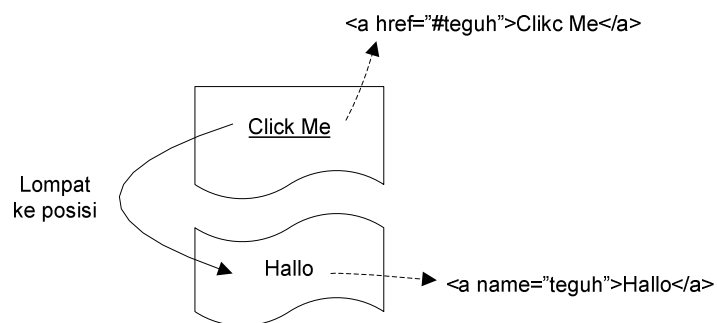 <a href=”#teguh”>Clikc Me</a>
Click Me
Lompat
ke posisi
Hallo
<a name=”teguh”>Hallo</a>